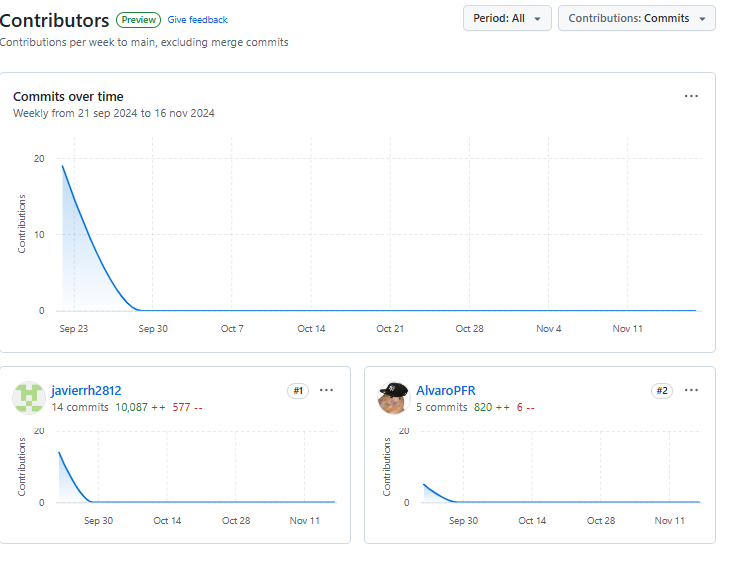 Contributors Preview Give feedback Period: All Contributions: Commits
Contributions per week to main, excluding merge commits
Commits over time
Weekly from 21 sep 2024 to 16 nov 2024
20
10
0
Contributions
Sep 23 Sep 30 Oct 7 Oct 14 Oct 21 Oct 28 Nov 4 Nov 11
javierrh2812 #1
14 commits 10,087 ++ 577 --
20
0
Contributions
Sep 30 Oct 14 Oct 28 Nov 11
AlvaroPFR #2
5 commits 820 ++ 6 --
20
0
Contributions
Sep 30 Oct 14 Oct 28 Nov 11